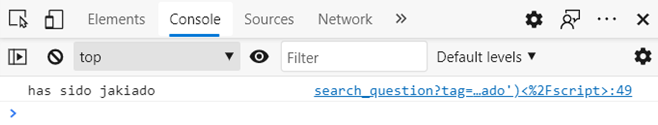 Elements Console Sources Network »
top Filter Default levels
has sido jakiado search_question?tag=…ado')<%2Fscript>:49
>